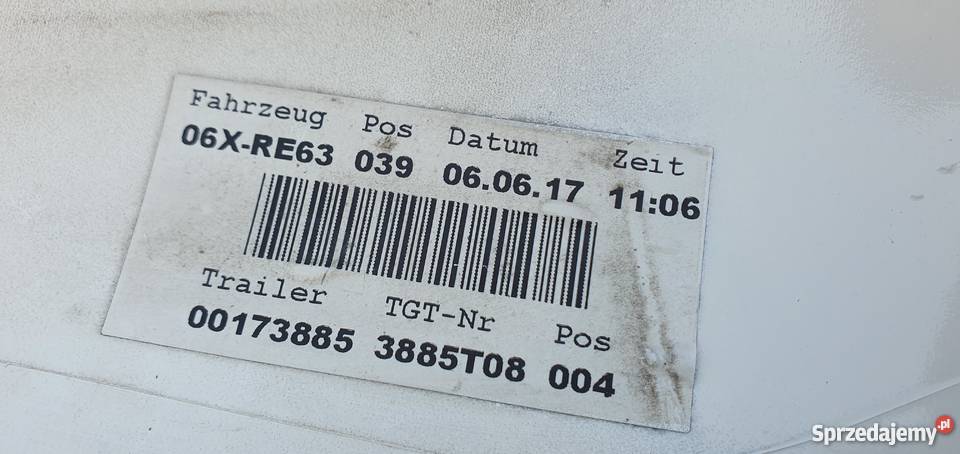 Fahrzeug Pos Datum Zeit
06X-RE63 039 06.06.17 11:06
Trailer TGT-Nr Pos
00173885 3885T08 004
Sprzedajemy.pl